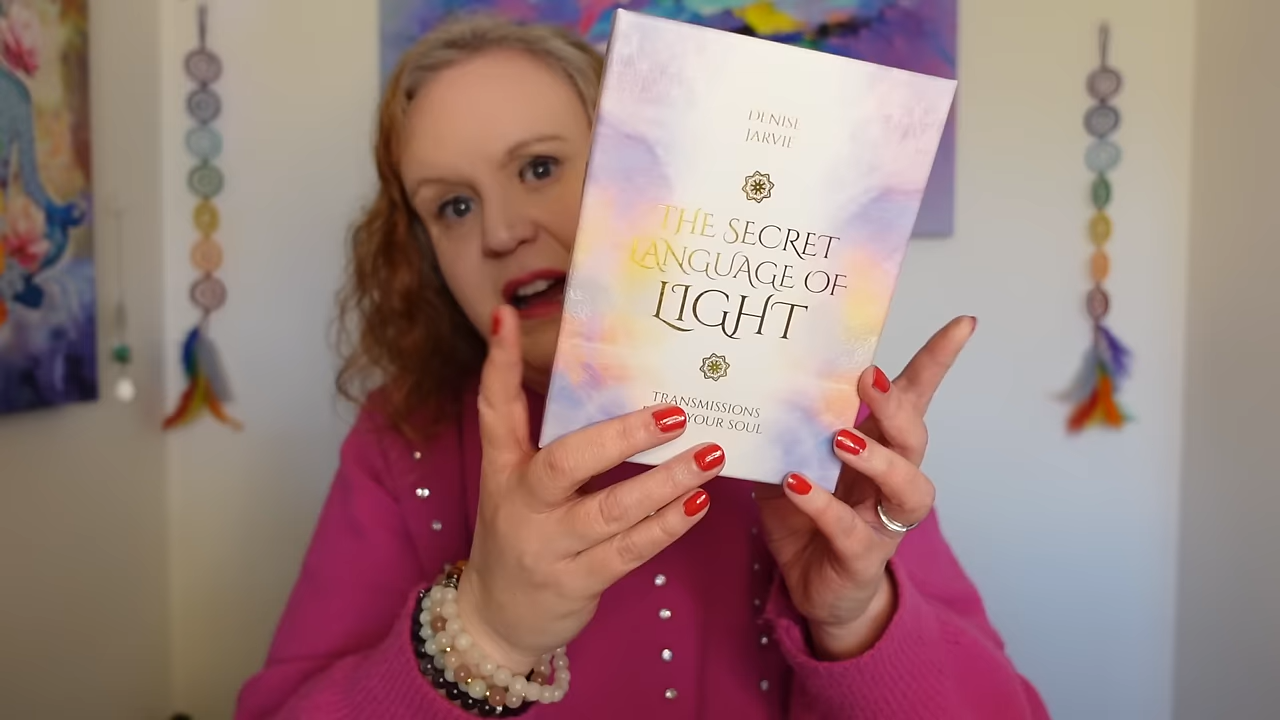 DENISE
JARVIE
THE SECRET
LANGUAGE OF
LIGHT
TRANSMISSIONS
YOUR SOUL